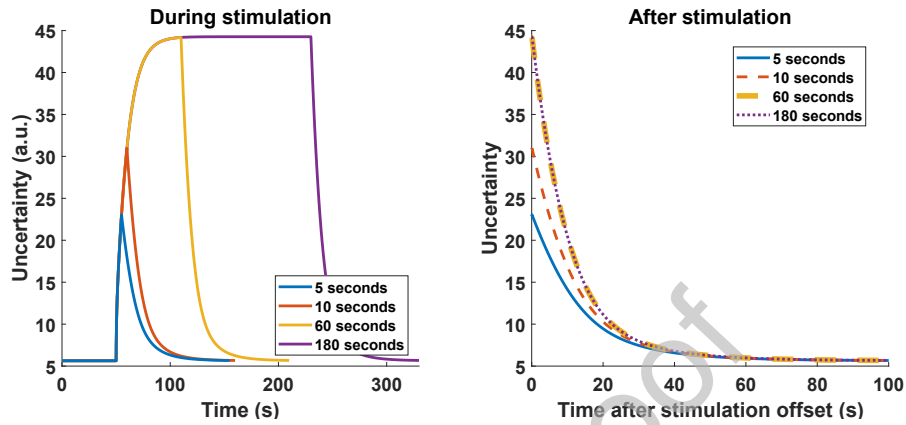 During stimulation
Uncertainty (a.u.)
45
40
35
30
25
20
15
10
5
0
100
200
300
Time (s)
5 seconds
10 seconds
60 seconds
180 seconds
After stimulation
Uncertainty
45
40
35
30
25
20
15
10
5
0
20
40
60
80
100
Time after stimulation offset (s)
5 seconds
10 seconds
60 seconds
180 seconds
oof